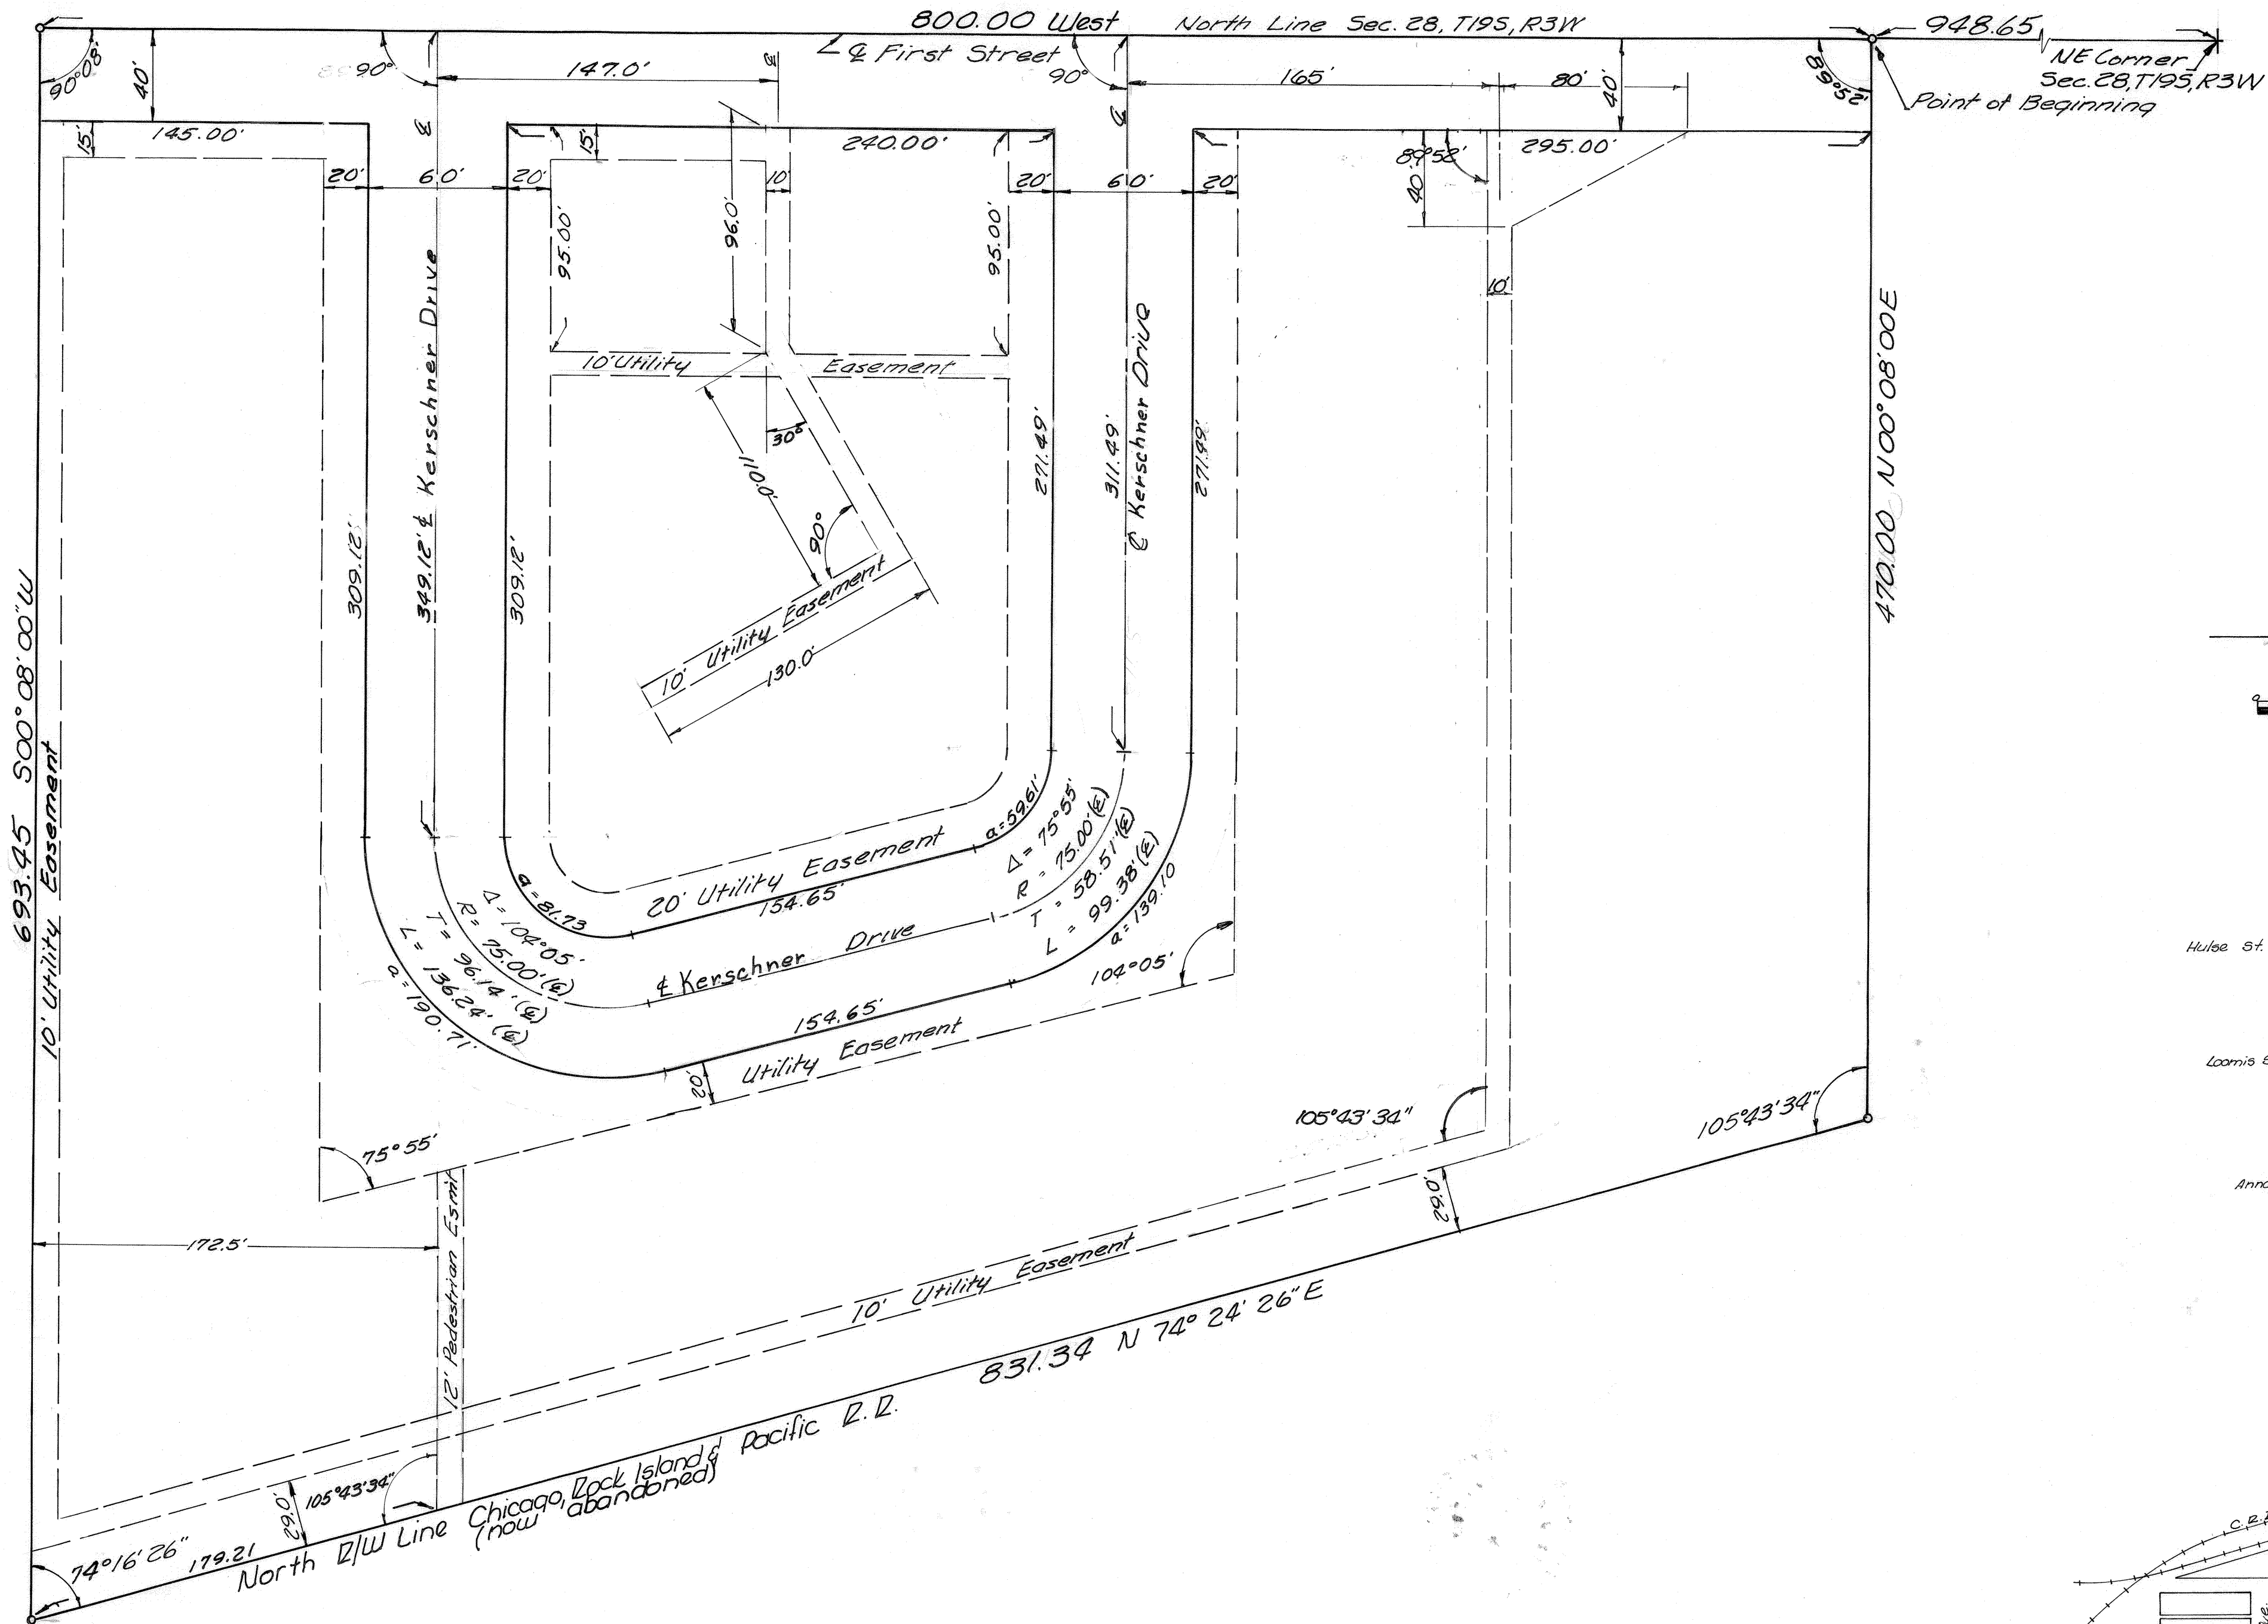 800.00 West North Line Sec. 28, T19S, R3W
948.65
℄ First Street
NE Corner
Sec. 28, T19S, R3W
Point of Beginning
90°08'
40'
90°
147.0'
℄
90°
165'
80'
40'
89°52'
15'
145.00'
℄
15'
240.00'
℄
89°52'
295.00'
20'
60'
20'
10'
20'
60'
20'
40'
95.00'
96.0'
95.00'
10'
10' Utility Easement
30°
110.0'
90°
10' Utility Easement
130.0'
309.12'
349.12' ℄ Kerschner Drive
309.12'
271.49'
311.49'
℄ Kerschner Drive
271.49'
470.00 N00°08'00E
693.45 S00°08'00"W
10' Utility Easement
a=59.61'
Δ = 75°55'
R = 75.00' (℄)
T = 58.51' (℄)
L = 99.38' (℄)
a=139.10
a=81.73
Δ = 104°05'
R = 75.00' (℄)
T = 96.14' (℄)
L = 136.24' (℄)
a=190.71'
20' Utility Easement
154.65'
℄ Kerschner Drive
154.65'
104°05'
20'
Utility Easement
75°55'
105°43'34"
105°43'34"
172.5'
12' Pedestrian Esmt
29.0'
10' Utility Easement
831.34 N 74° 24' 26" E
105°43'34"
29.0'
74°16'26"
179.21
North R/W Line Chicago, Rock Island & Pacific R.R.
(now abandoned)
Hulse St.
Loomis